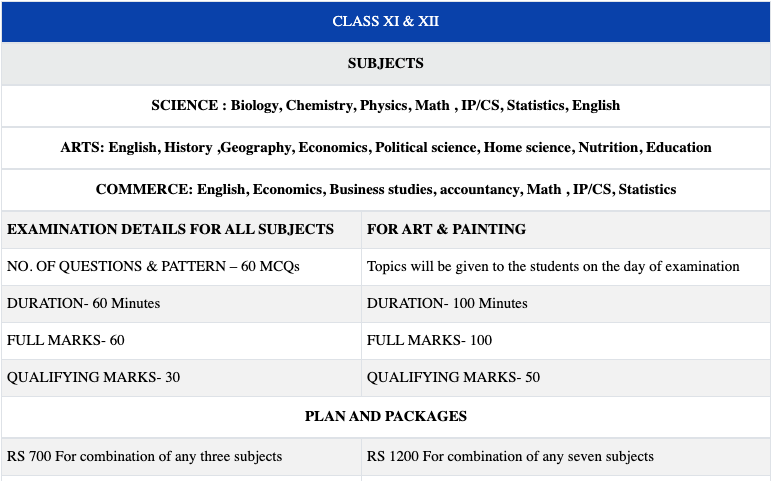 CLASS XI & XII
SUBJECTS
SCIENCE : Biology, Chemistry, Physics, Math , IP/CS, Statistics, English
ARTS: English, History ,Geography, Economics, Political science, Home science, Nutrition, Education
COMMERCE: English, Economics, Business studies, accountancy, Math , IP/CS, Statistics
EXAMINATION DETAILS FOR ALL SUBJECTS
FOR ART & PAINTING
NO. OF QUESTIONS & PATTERN – 60 MCQs
Topics will be given to the students on the day of examination
DURATION- 60 Minutes
DURATION- 100 Minutes
FULL MARKS- 60
FULL MARKS- 100
QUALIFYING MARKS- 30
QUALIFYING MARKS- 50
PLAN AND PACKAGES
RS 700 For combination of any three subjects
RS 1200 For combination of any seven subjects